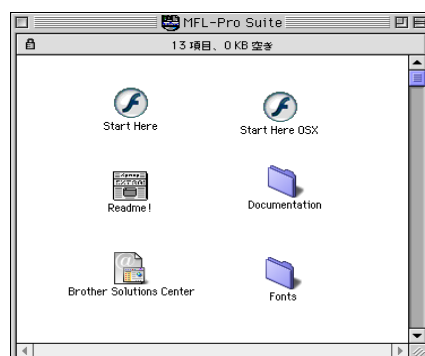 MFL-Pro Suite
13 項目、0 KB 空き
Start Here
Start Here OSX
Readme!
Documentation
Brother Solutions Center
Fonts